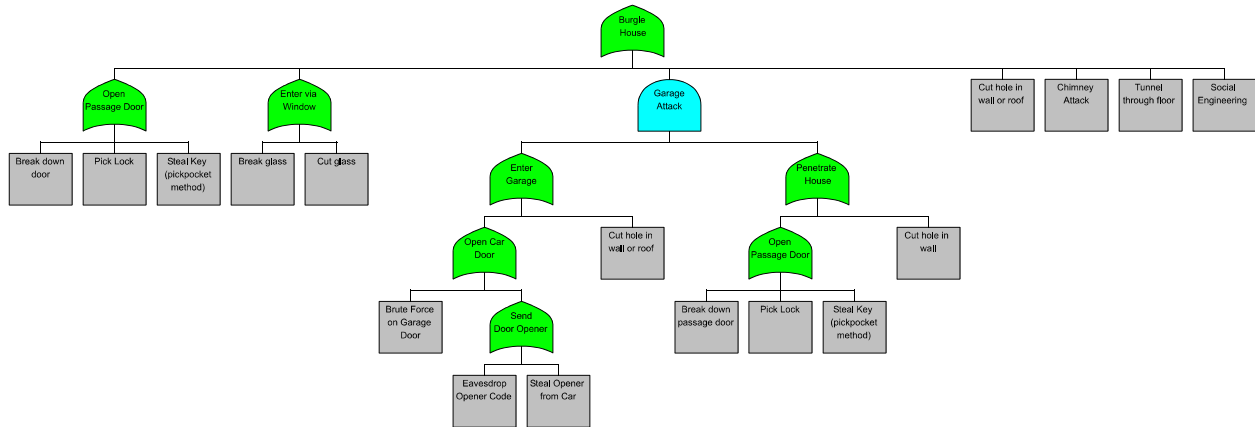 Burgle
House
Open
Passage Door
Enter via
Window
Garage
Attack
Cut hole in
wall or roof
Chimney
Attack
Tunnel
through floor
Social
Engineering
Break down
door
Pick Lock
Steal Key
(pickpocket
method)
Break glass
Cut glass
Enter
Garage
Penetrate
House
Open Car
Door
Cut hole in
wall or roof
Open
Passage Door
Cut hole in
wall
Brute Force
on Garage
Door
Send
Door Opener
Break down
passage door
Pick Lock
Steal Key
(pickpocket
method)
Eavesdrop
Opener Code
Steal Opener
from Car